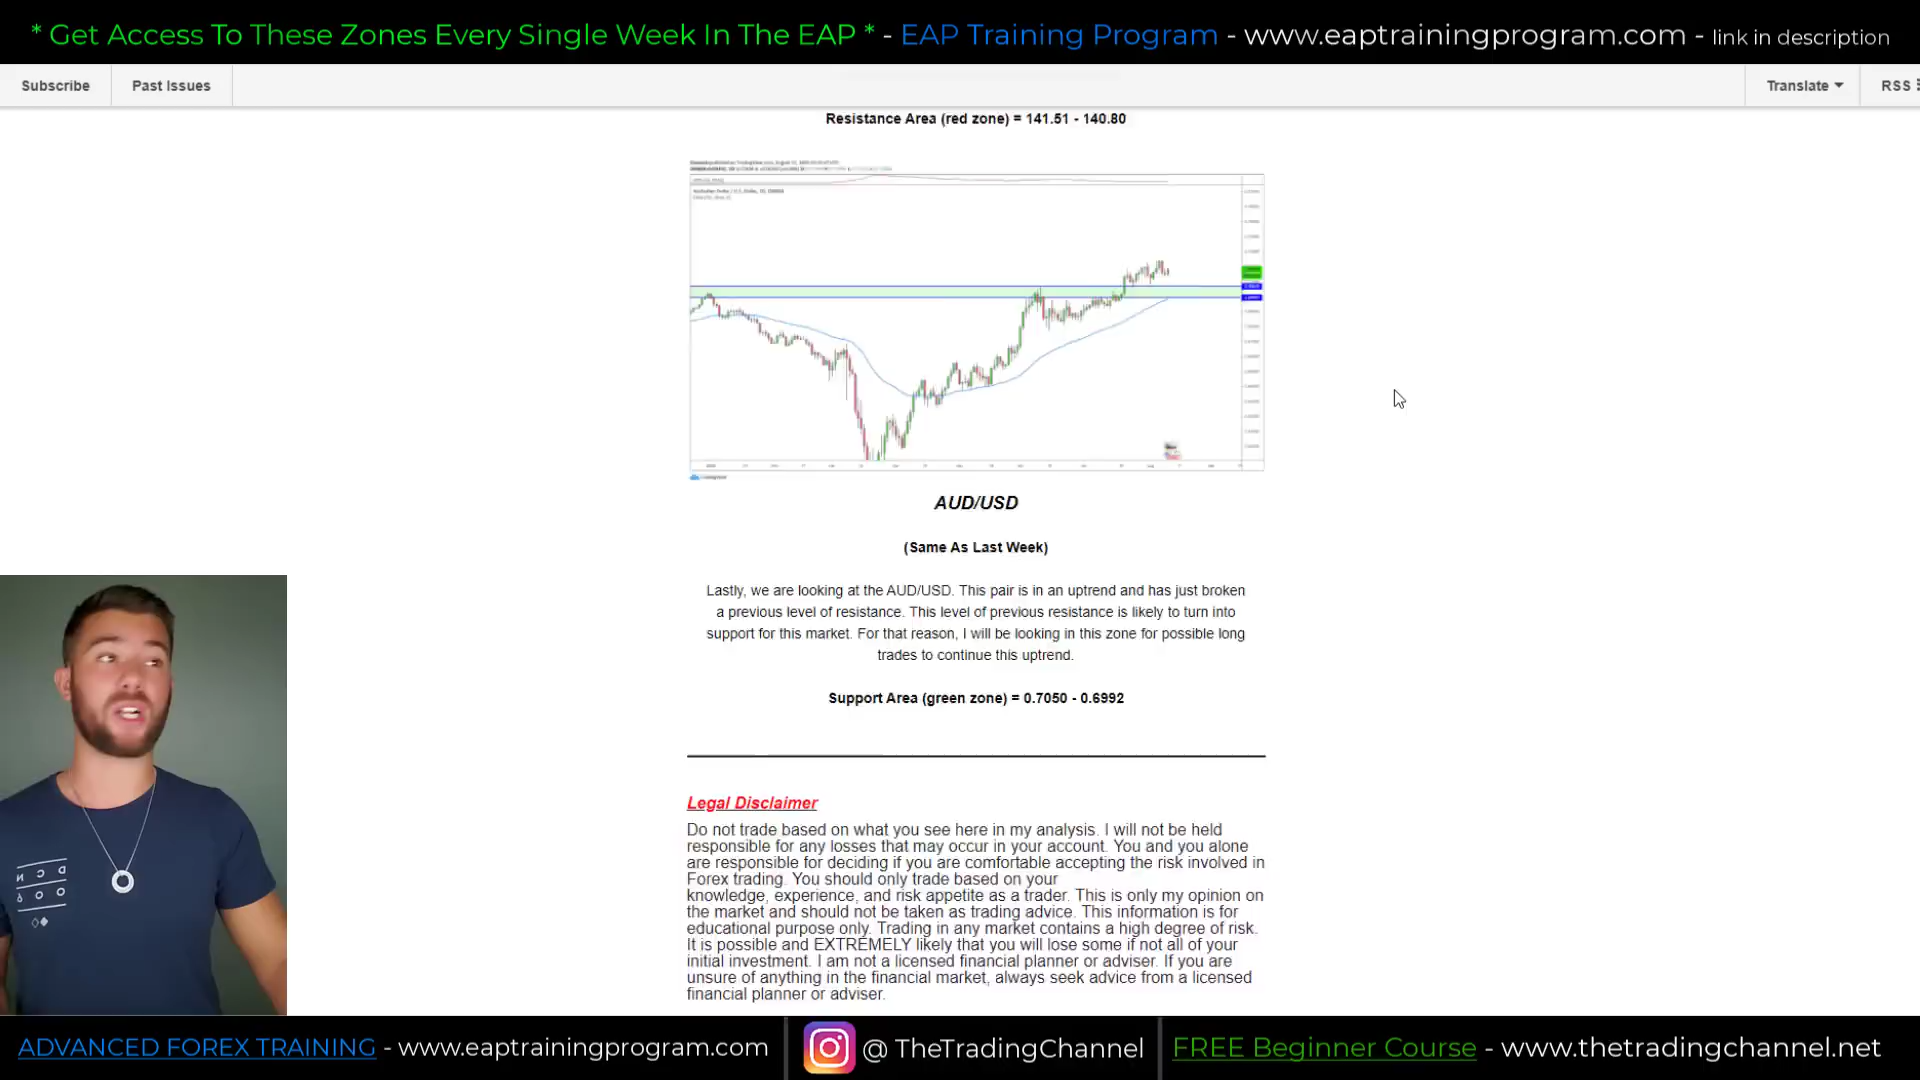 * Get Access To These Zones Every Single Week In The EAP * - EAP Training Program - www.eaptrainingprogram.com - link in description
Subscribe
Past Issues
Translate
RSS
Resistance Area (red zone) = 141.51 - 140.80
AUD/USD
(Same As Last Week)
Lastly, we are looking at the AUD/USD. This pair is in an uptrend and has just broken
a previous level of resistance. This level of previous resistance is likely to turn into
support for this market. For that reason, I will be looking in this zone for possible long
trades to continue this uptrend.
Support Area (green zone) = 0.7050 - 0.6992
Legal Disclaimer
Do not trade based on what you see here in my analysis. I will not be held
responsible for any losses that may occur in your account. You and you alone
are responsible for deciding if you are comfortable accepting the risk involved in
Forex trading. You should only trade based on your
knowledge, experience, and risk appetite as a trader. This is only my opinion on
the market and should not be taken as trading advice. This information is for
educational purpose only. Trading in any market contains a high degree of risk.
It is possible and EXTREMELY likely that you will lose some if not all of your
initial investment. I am not a licensed financial planner or adviser. If you are
unsure of anything in the financial market, always seek advice from a licensed
financial planner or adviser.
ADVANCED FOREX TRAINING - www.eaptrainingprogram.com
@ TheTradingChannel
FREE Beginner Course - www.thetradingchannel.net